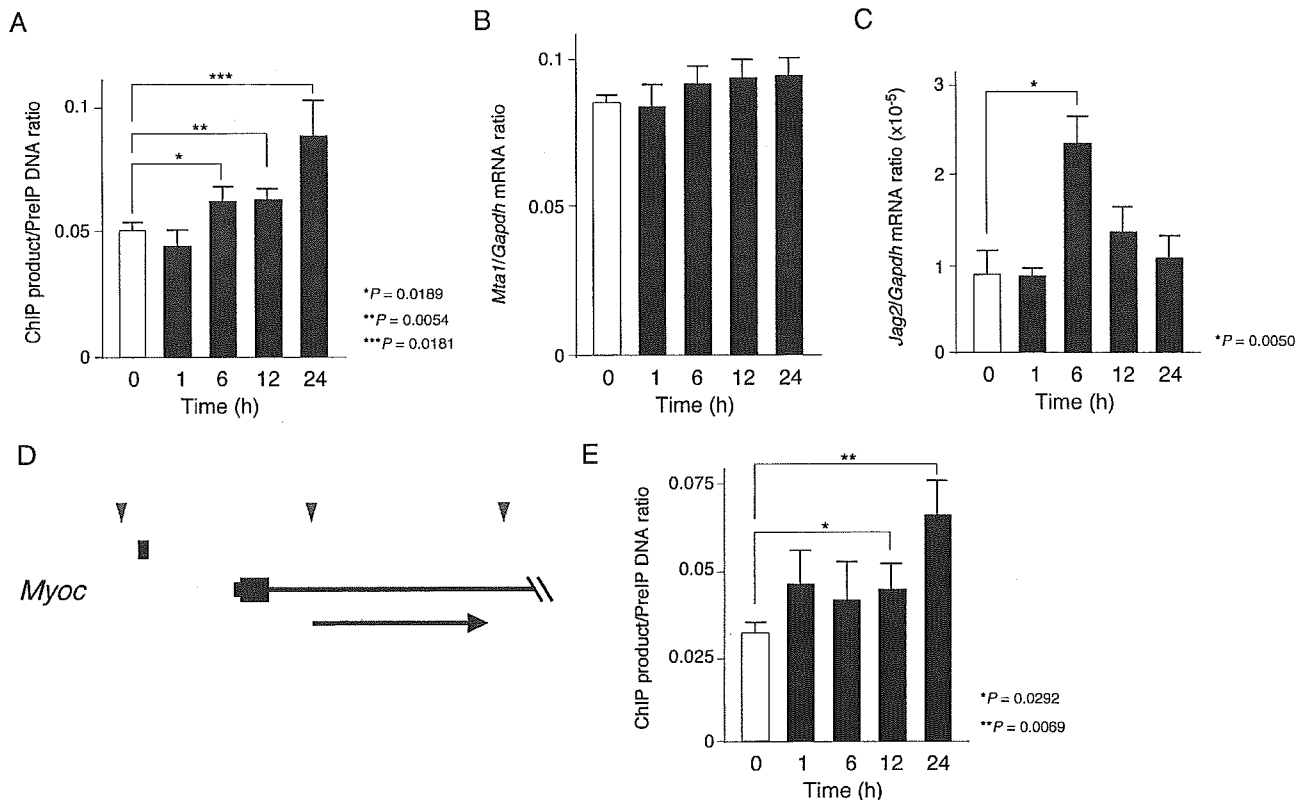 A
ChIP product/PreIP DNA ratio
0.1
0.05
0
***
**
*
0 1 6 12 24
Time (h)
*P = 0.0189
**P = 0.0054
***P = 0.0181
B
Mta1/Gapdh mRNA ratio
0.1
0.05
0
0 1 6 12 24
Time (h)
C
Jag2/Gapdh mRNA ratio (x10-5)
3
2
1
0
*
0 1 6 12 24
Time (h)
*P = 0.0050
D
Myoc
E
ChIP product/PreIP DNA ratio
0.075
0.05
0.025
0
**
*
0 1 6 12 24
Time (h)
*P = 0.0292
**P = 0.0069